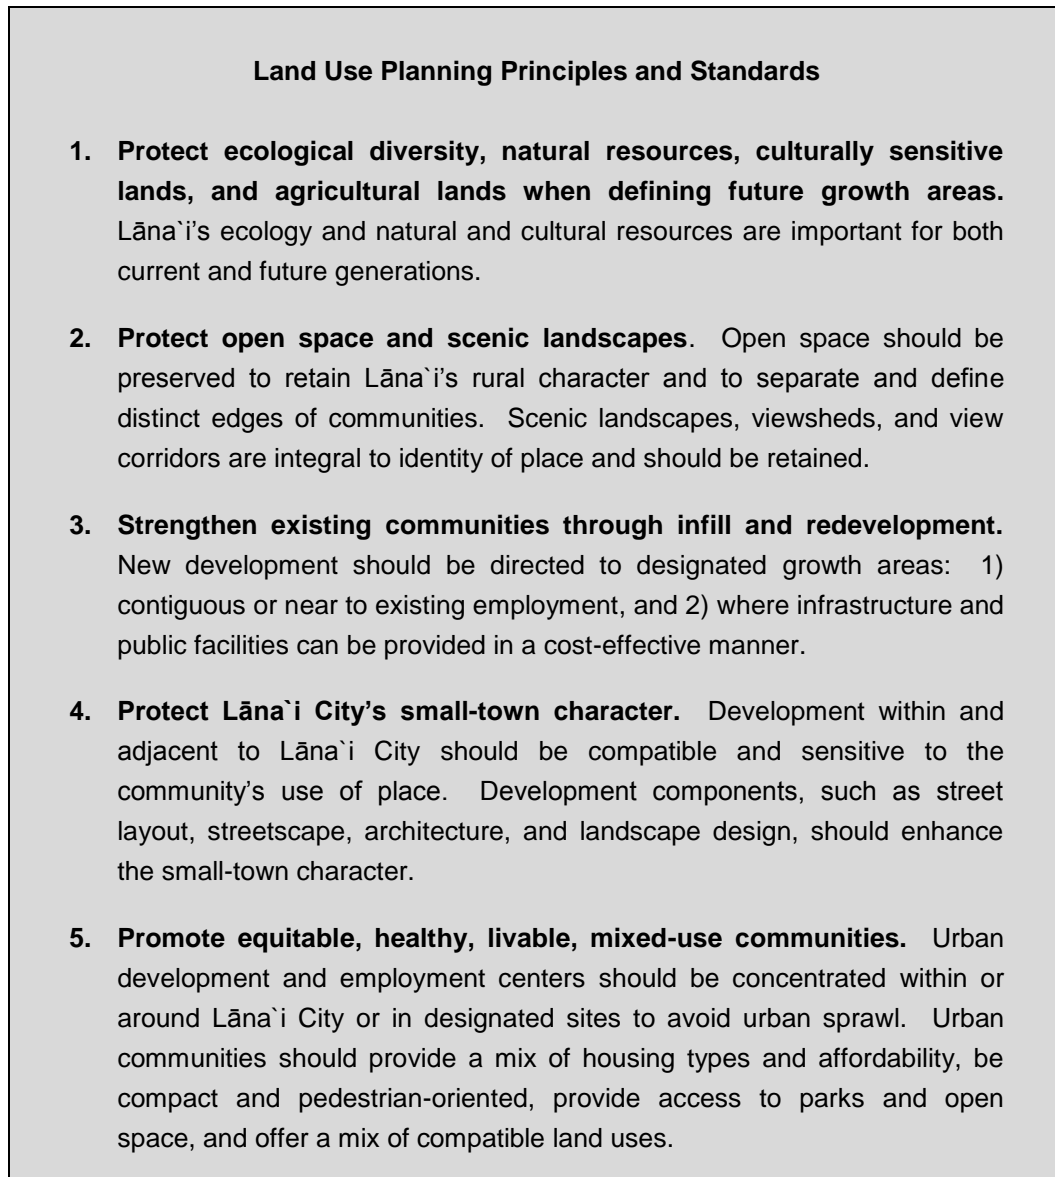 Land Use Planning Principles and Standards
1. Protect ecological diversity, natural resources, culturally sensitive
lands, and agricultural lands when defining future growth areas.
Lāna`i’s ecology and natural and cultural resources are important for both
current and future generations.
2. Protect open space and scenic landscapes. Open space should be
preserved to retain Lāna`i’s rural character and to separate and define
distinct edges of communities. Scenic landscapes, viewsheds, and view
corridors are integral to identity of place and should be retained.
3. Strengthen existing communities through infill and redevelopment.
New development should be directed to designated growth areas: 1)
contiguous or near to existing employment, and 2) where infrastructure and
public facilities can be provided in a cost-effective manner.
4. Protect Lāna`i City’s small-town character. Development within and
adjacent to Lāna`i City should be compatible and sensitive to the
community’s use of place. Development components, such as street
layout, streetscape, architecture, and landscape design, should enhance
the small-town character.
5. Promote equitable, healthy, livable, mixed-use communities. Urban
development and employment centers should be concentrated within or
around Lāna`i City or in designated sites to avoid urban sprawl. Urban
communities should provide a mix of housing types and affordability, be
compact and pedestrian-oriented, provide access to parks and open
space, and offer a mix of compatible land uses.